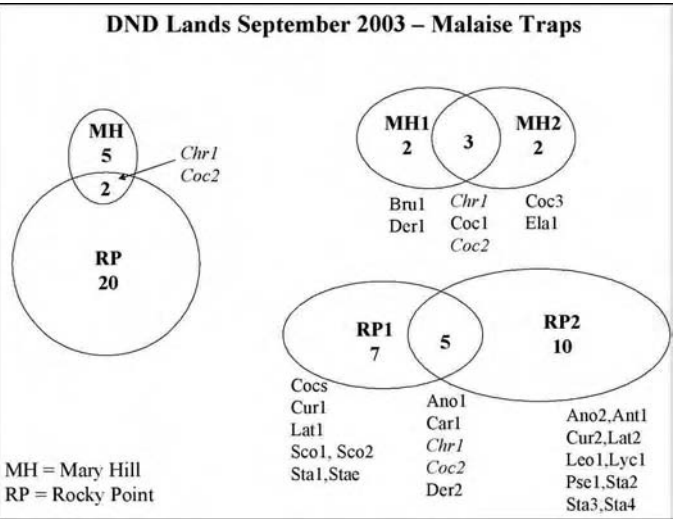 DND Lands September 2003 – Malaise Traps
MH
5
2
Chr1
Coc2
RP
20
MH = Mary Hill
RP = Rocky Point
MH1
2
3
MH2
2
Bru1
Der1
Chr1
Coc1
Coc2
Coc3
Ela1
RP1
7
5
RP2
10
Cocs
Cur1
Lat1
Sco1, Sco2
Sta1,Stae
Ano1
Car1
Chr1
Coc2
Der2
Ano2,Ant1
Cur2,Lat2
Leo1,Lyc1
Pse1,Sta2
Sta3,Sta4